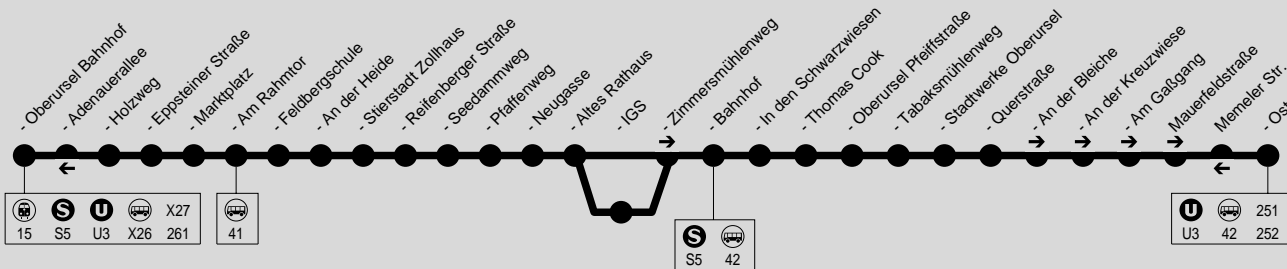 - Oberursel Bahnhof
- Adenauerallee
- Holzweg
- Eppsteiner Straße
- Marktplatz
- Am Rahmtor
- Feldbergschule
- An der Heide
- Stierstadt Zollhaus
- Reifenberger Straße
- Seedammweg
- Pfaffenweg
- Neugasse
- Altes Rathaus
- IGS
- Zimmersmühlenweg
- Bahnhof
- In den Schwarzwiesen
- Thomas Cook
- Oberursel Pfeiffstraße
- Tabaksmühlenweg
- Stadtwerke Oberursel
- Querstraße
- An der Bleiche
- An der Kreuzwiese
- Am Gaßgang
Mauerfeldstraße
Memeler Str.
S U X27
15 S5 U3 X26 261
41
S
S5 42
U 251
U3 42 252